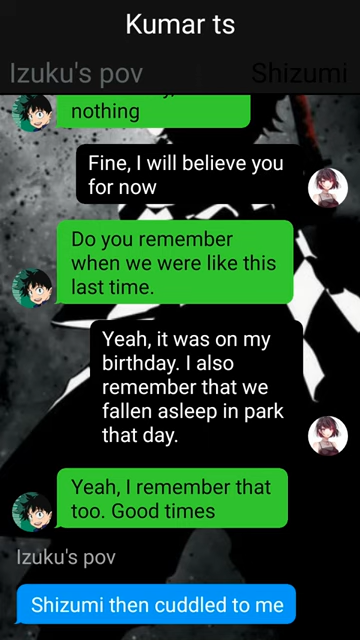 Kumar ts
Izuku's pov Shizumi
nothing
Fine, I will believe you
for now
Do you remember
when we were like this
last time.
Yeah, it was on my
birthday. I also
remember that we
fallen asleep in park
that day.
Yeah, I remember that
too. Good times
Izuku's pov
Shizumi then cuddled to me